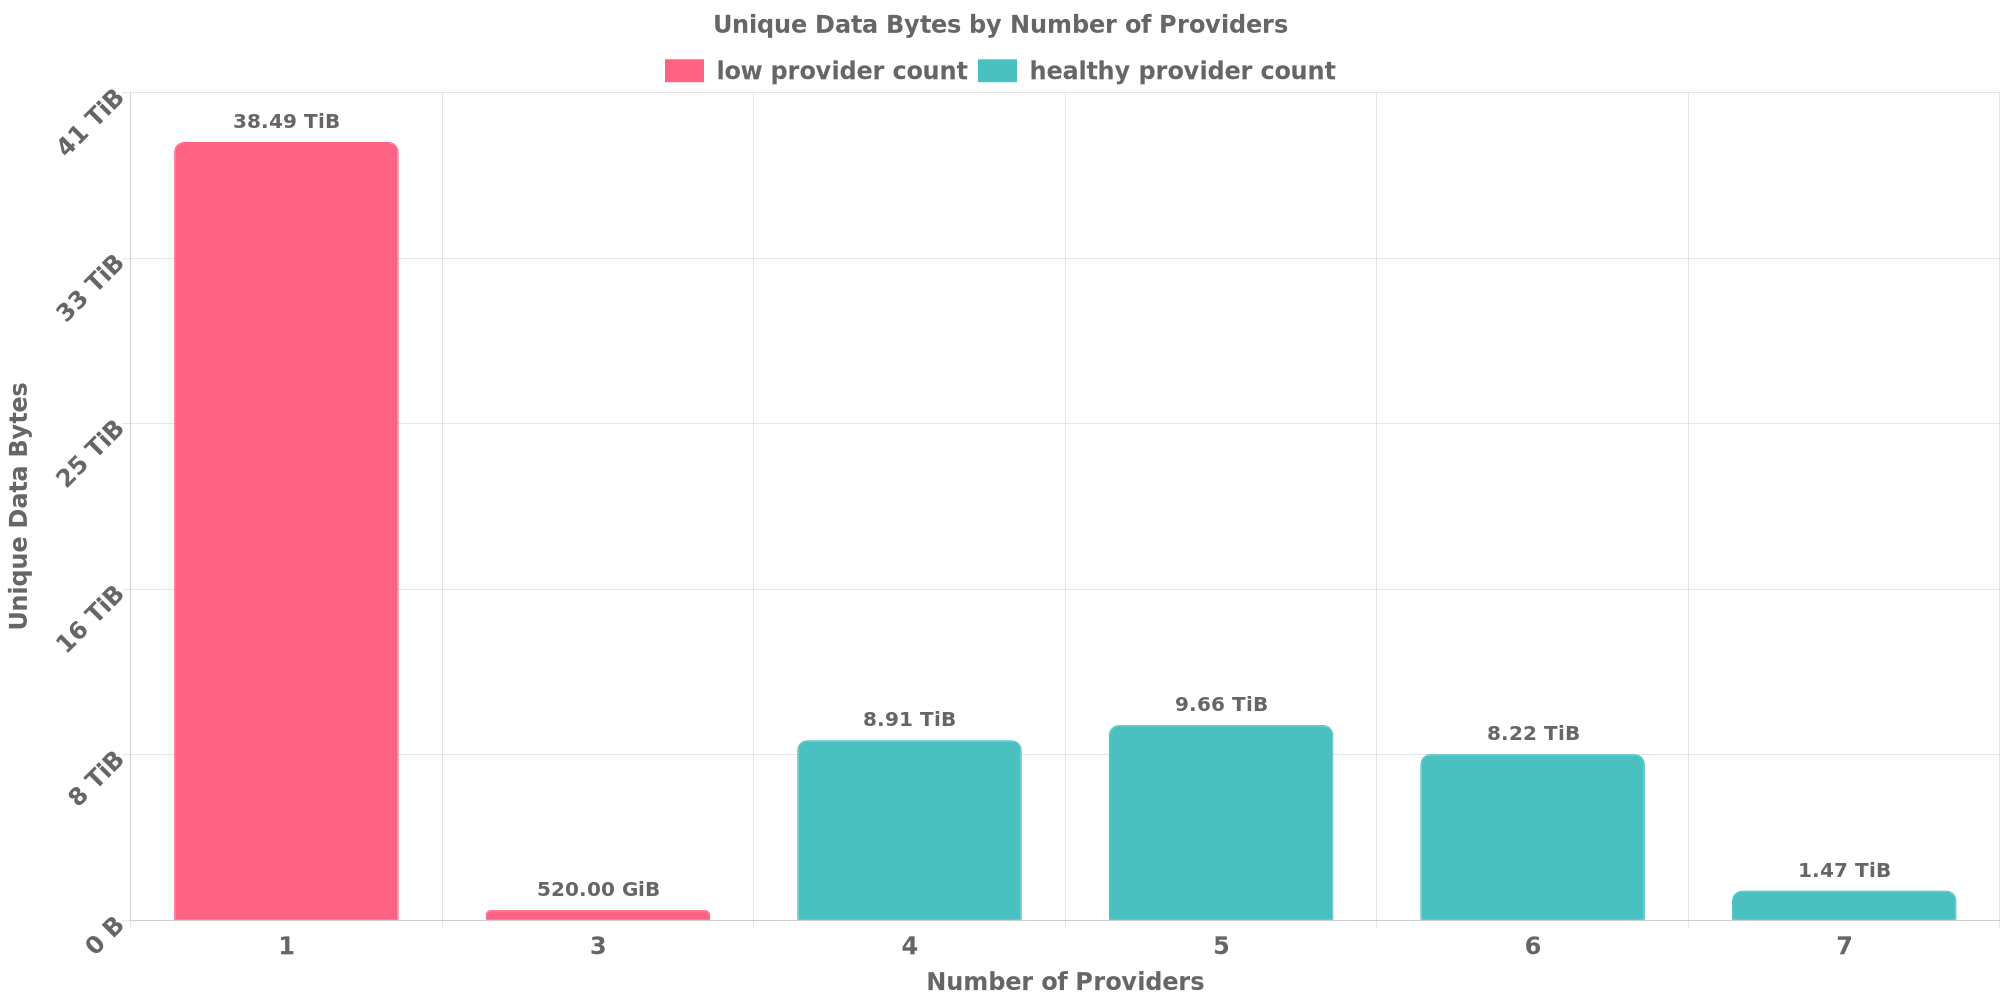 Unique Data Bytes by Number of Providers
low provider count
healthy provider count
41 TiB
33 TiB
25 TiB
16 TiB
8 TiB
0 B
Unique Data Bytes
38.49 TiB
520.00 GiB
8.91 TiB
9.66 TiB
8.22 TiB
1.47 TiB
1
3
4
5
6
7
Number of Providers